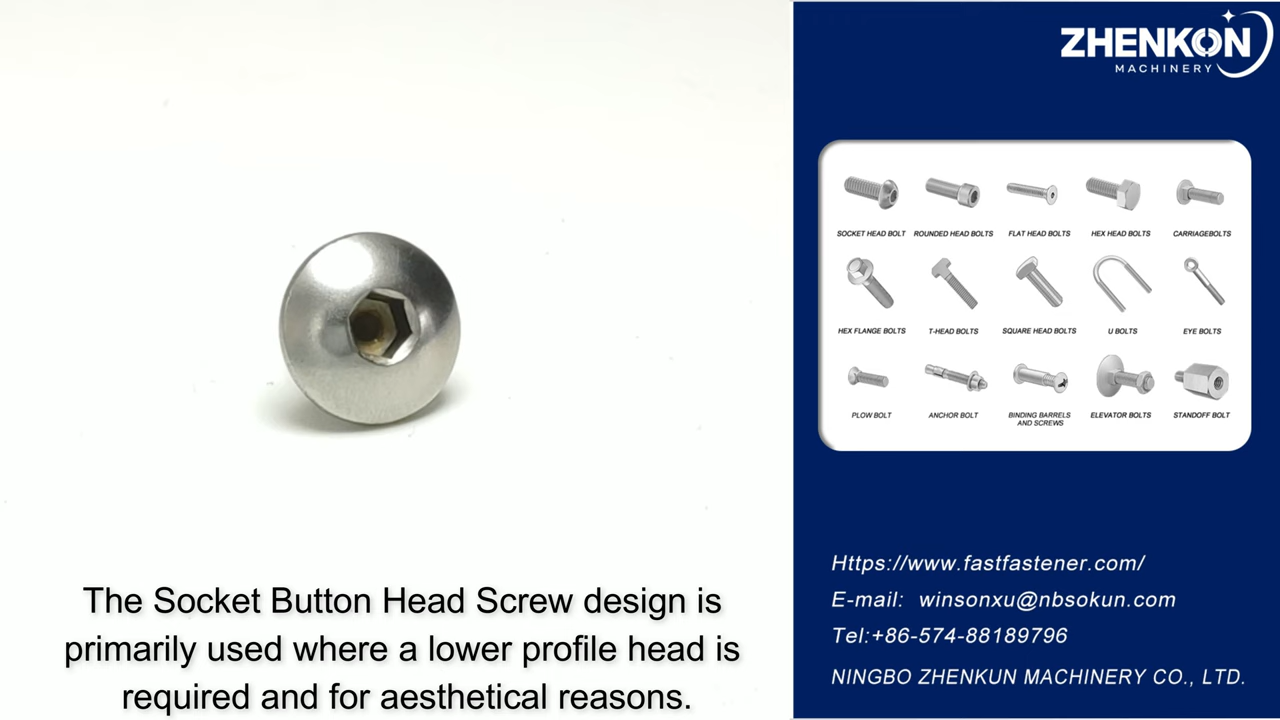 The Socket Button Head Screw design is
primarily used where a lower profile head is
required and for aesthetical reasons.
ZHENKON
MACHINERY
SOCKET HEAD BOLT
ROUNDED HEAD BOLTS
FLAT HEAD BOLTS
HEX HEAD BOLTS
CARRIAGEBOLTS
HEX FLANGE BOLTS
T-HEAD BOLTS
SQUARE HEAD BOLTS
U BOLTS
EYE BOLTS
PLOW BOLT
ANCHOR BOLT
BINDING BARRELS
AND SCREWS
ELEVATOR BOLTS
STANDOFF BOLT
Https://www.fastfastener.com/
E-mail: winsonxu@nbsokun.com
Tel:+86-574-88189796
NINGBO ZHENKUN MACHINERY CO., LTD.